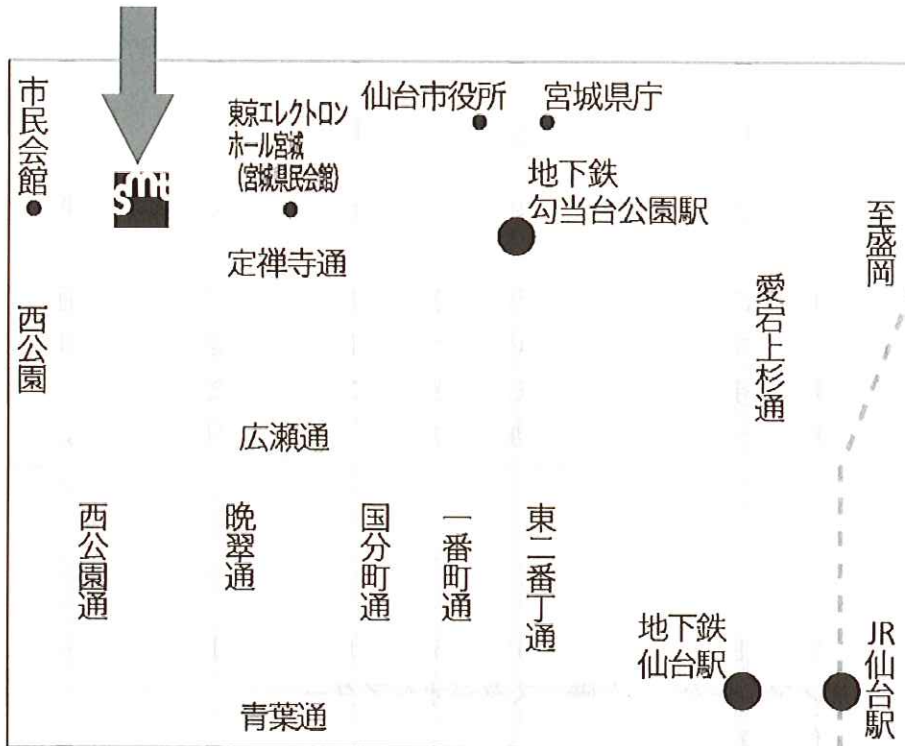 市民会館
smt
東京エレクトロン
ホール宮城
(宮城県民会館)
仙台市役所
宮城県庁
地下鉄
勾当台公園駅
至盛岡
定禅寺通
西公園
愛宕上杉通
広瀬通
西公園通
晩翠通
国分町通
一番町通
東二番丁通
地下鉄
仙台駅
JR
仙台駅
青葉通